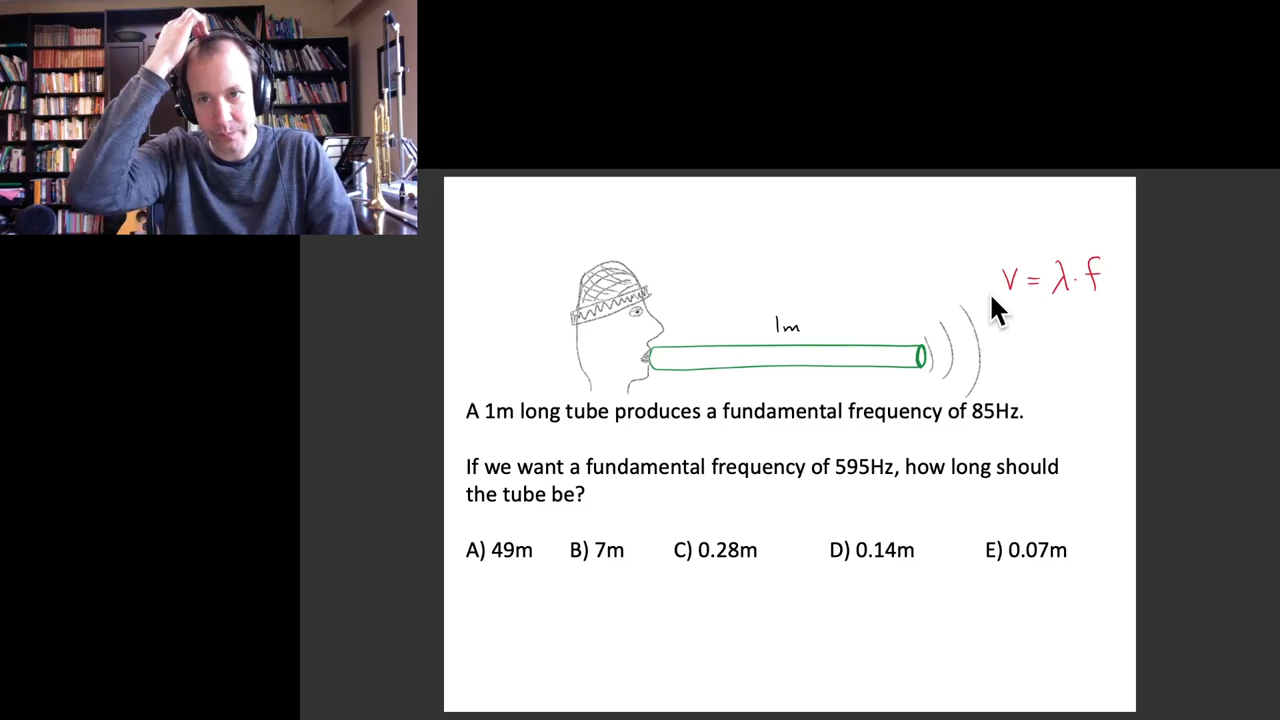 V = λ · f
1m
A 1m long tube produces a fundamental frequency of 85Hz.
If we want a fundamental frequency of 595Hz, how long should
the tube be?
A) 49m B) 7m C) 0.28m D) 0.14m E) 0.07m